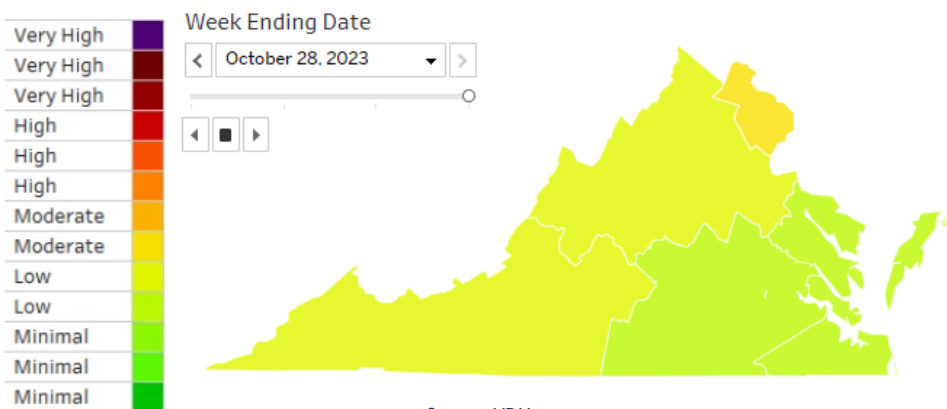 Very High
Very High
Very High
High
High
High
Moderate
Moderate
Low
Low
Minimal
Minimal
Minimal
Week Ending Date
October 28, 2023